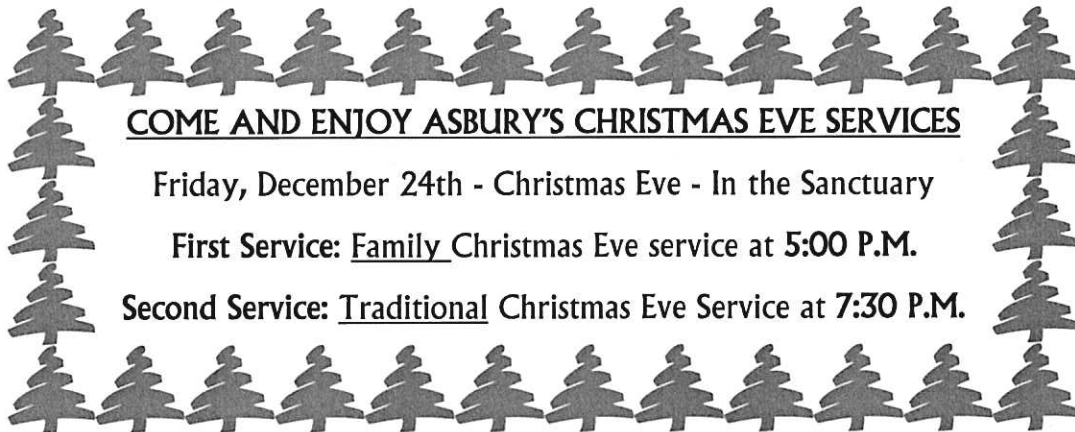 COME AND ENJOY ASBURY'S CHRISTMAS EVE SERVICES
Friday, December 24th - Christmas Eve - In the Sanctuary
First Service: Family Christmas Eve service at 5:00 P.M.
Second Service: Traditional Christmas Eve Service at 7:30 P.M.